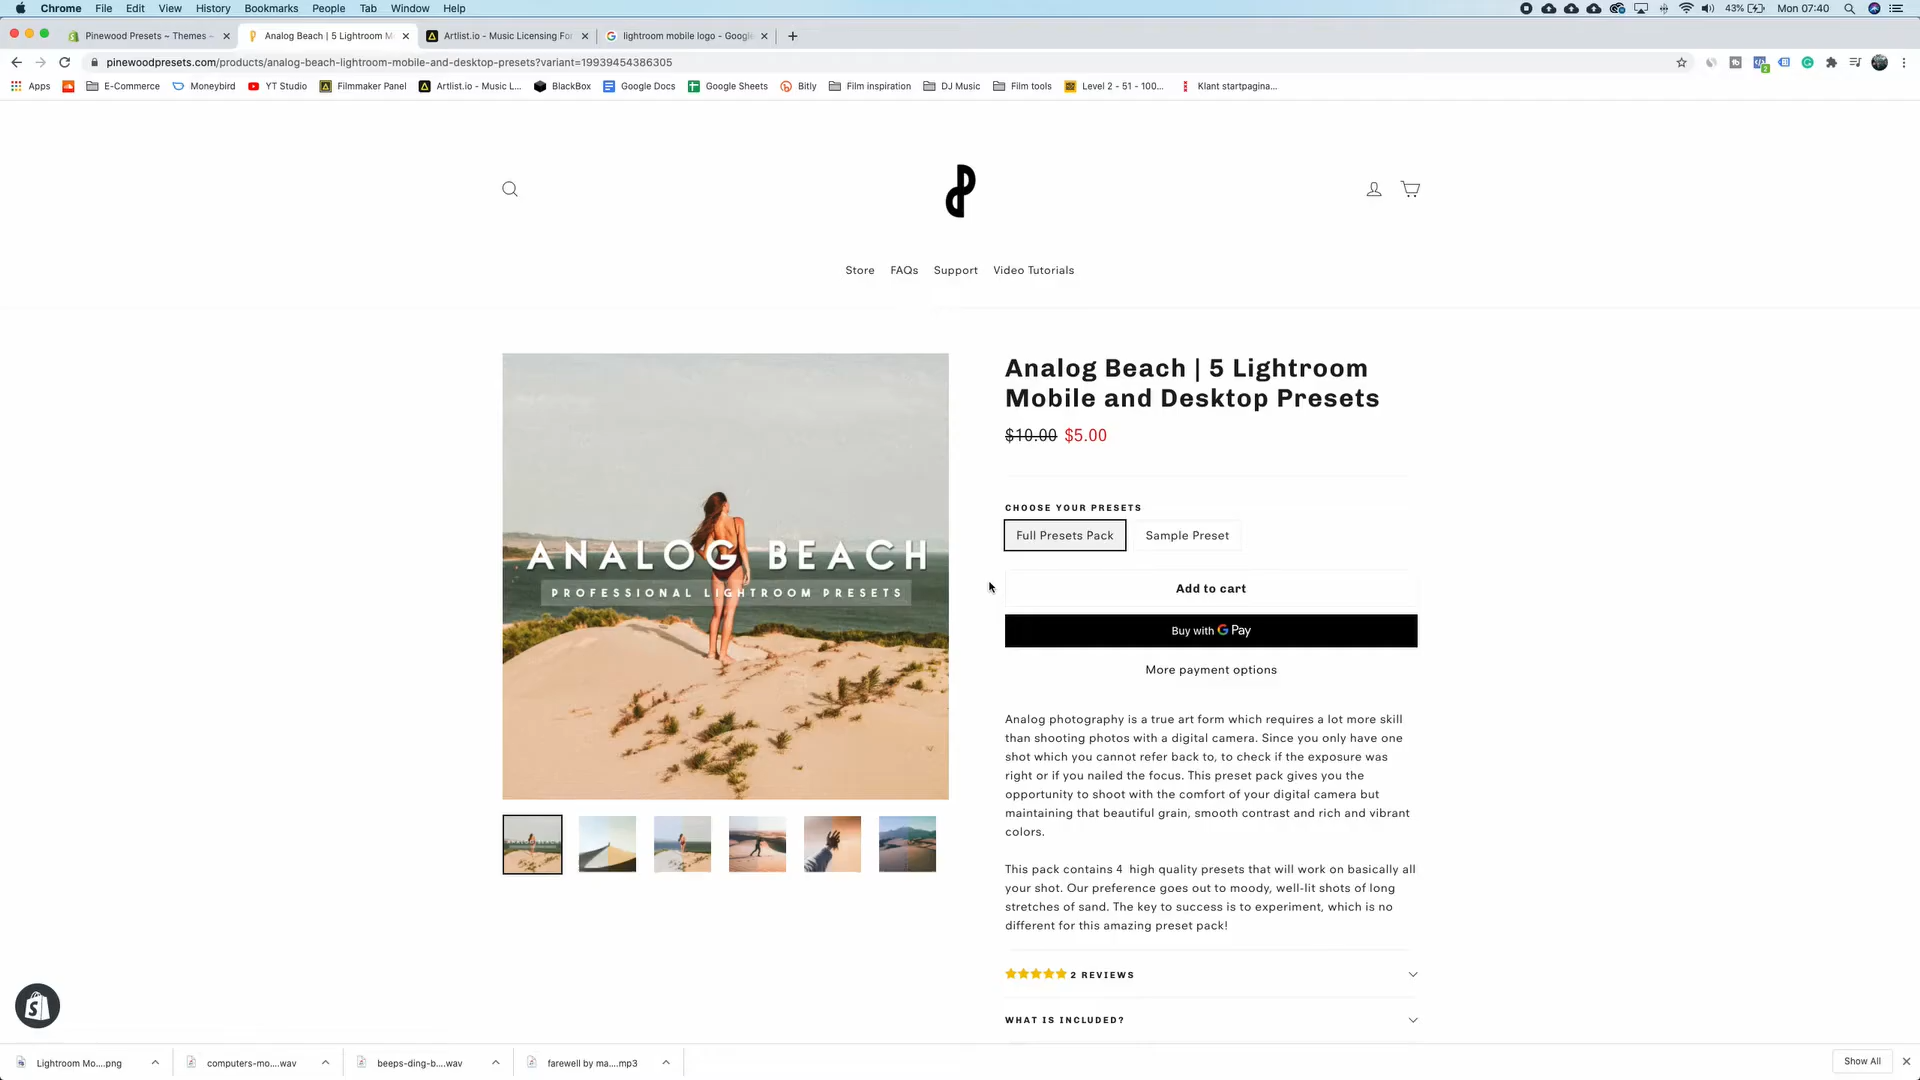 Chrome File Edit View History Bookmarks People Tab Window Help 43% Mon 07:40
Pinewood Presets ~ Themes ~ Analog Beach | 5 Lightroom M Artlist.io - Music Licensing For lightroom mobile logo - Google
pinewoodpresets.com/products/analog-beach-lightroom-mobile-and-desktop-presets?variant=19939454386305
Apps E-Commerce Moneybird YT Studio Filmmaker Panel Artlist.io - Music L... BlackBox Google Docs Google Sheets Bitly Film inspiration DJ Music Film tools Level 2 - 51 - 100... Klant startpagina...
Store FAQs Support Video Tutorials
ANALOG BEACH
PROFESSIONAL LIGHTROOM PRESETS
Analog Beach | 5 Lightroom
Mobile and Desktop Presets
$10.00 $5.00
CHOOSE YOUR PRESETS
Full Presets Pack Sample Preset
Add to cart
Buy with G Pay
More payment options
Analog photography is a true art form which requires a lot more skill
than shooting photos with a digital camera. Since you only have one
shot which you cannot refer back to, to check if the exposure was
right or if you nailed the focus. This preset pack gives you the
opportunity to shoot with the comfort of your digital camera but
maintaining that beautiful grain, smooth contrast and rich and vibrant
colors.
This pack contains 4 high quality presets that will work on basically all
your shot. Our preference goes out to moody, well-lit shots of long
stretches of sand. The key to success is to experiment, which is no
different for this amazing preset pack!
2 REVIEWS
WHAT IS INCLUDED?
Lightroom Mo....png computers-mo....wav beeps-ding-b....wav farewell by ma....mp3 Show All